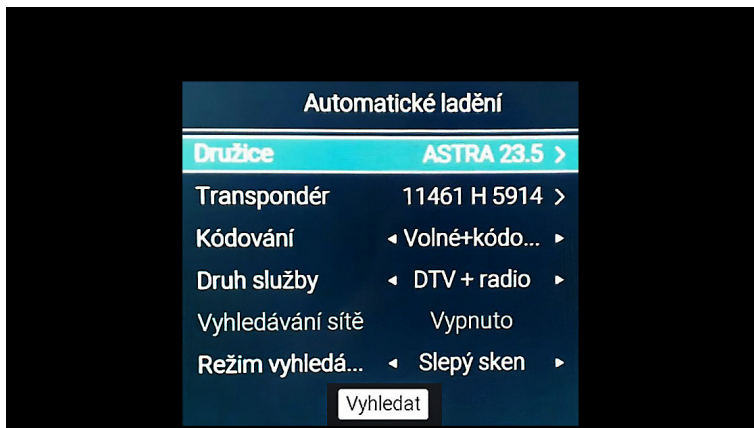 Automatické ladění
Družice ASTRA 23.5 >
Transpondér 11461 H 5914 >
Kódování ◂ Volné+kódo... ▸
Druh služby ◂ DTV + radio ▸
Vyhledávání sítě Vypnuto
Režim vyhledá... ◂ Slepý sken ▸
Vyhledat